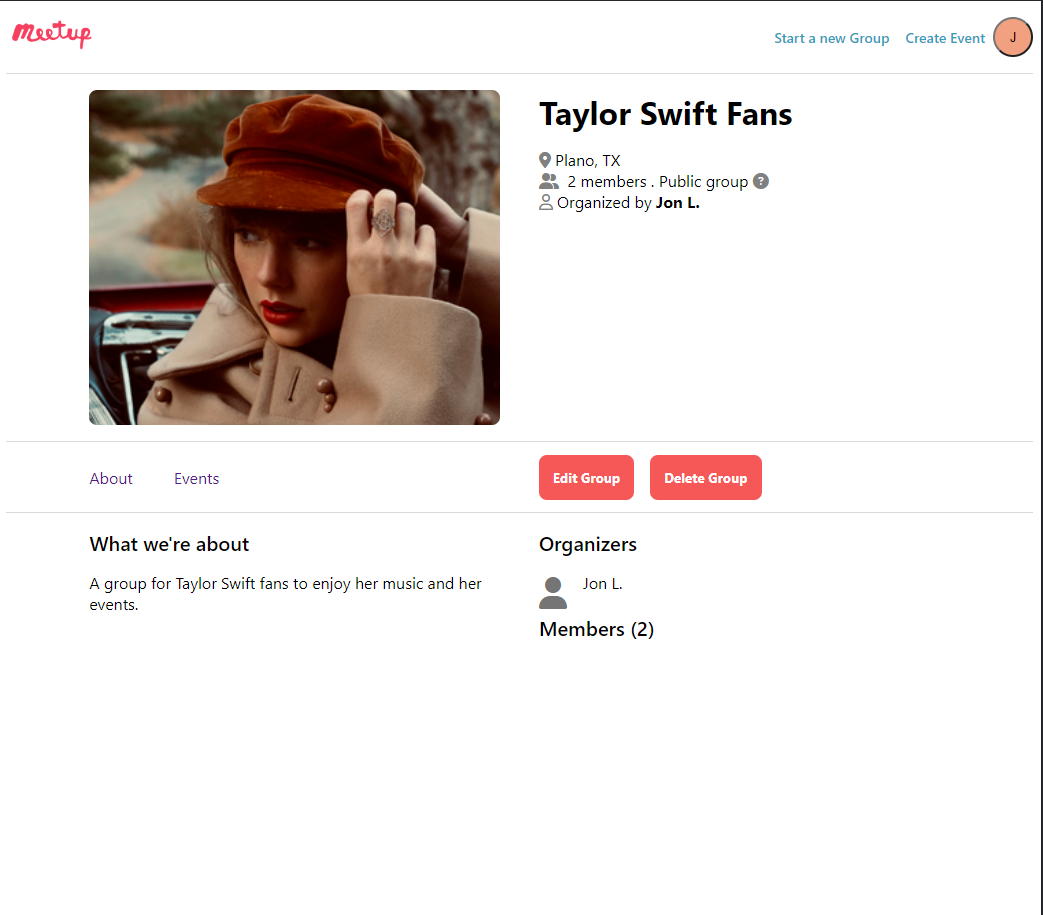 Meetup
Start a new Group Create Event J
Taylor Swift Fans
Plano, TX
2 members . Public group ?
Organized by Jon L.
About Events
Edit Group Delete Group
What we're about
A group for Taylor Swift fans to enjoy her music and her
events.
Organizers
Jon L.
Members (2)